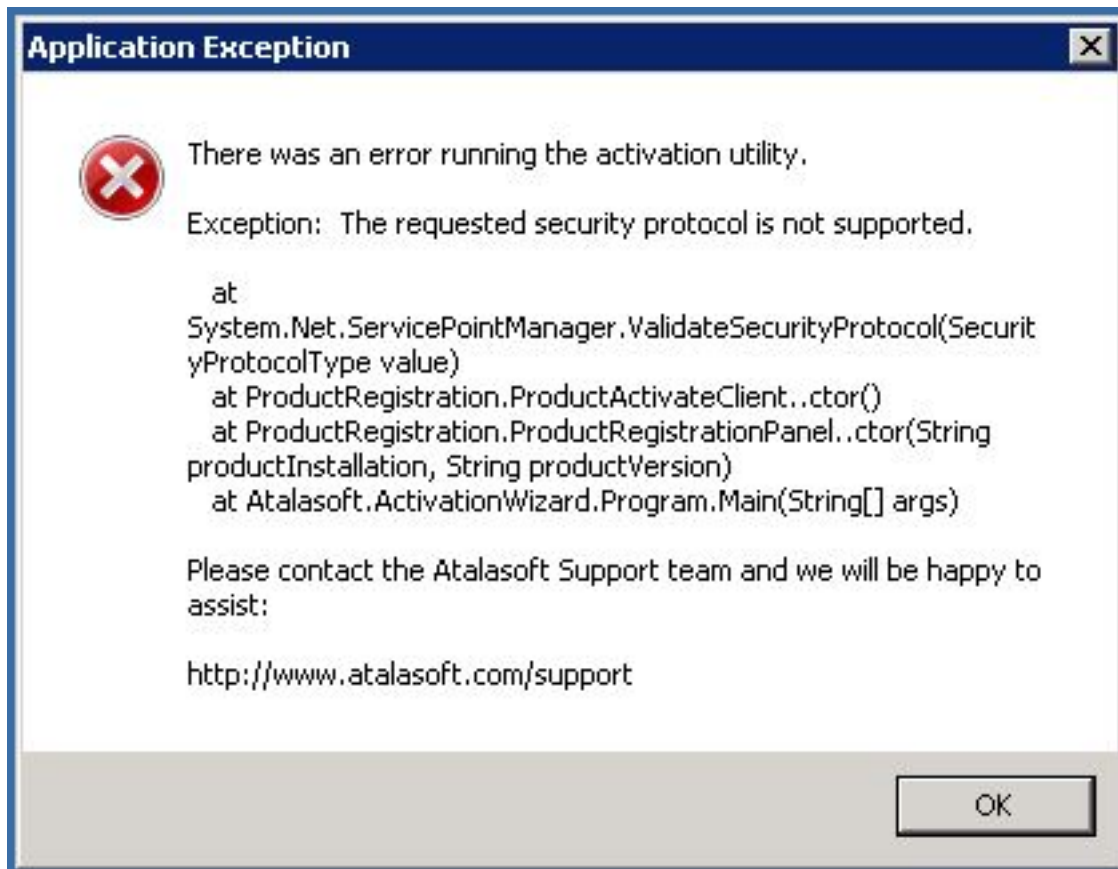 Application Exception
There was an error running the activation utility.
Exception:  The requested security protocol is not supported.
at
System.Net.ServicePointManager.ValidateSecurityProtocol(Securit
yProtocolType value)
at ProductRegistration.ProductActivateClient..ctor()
at ProductRegistration.ProductRegistrationPanel..ctor(String
productInstallation, String productVersion)
at Atalasoft.ActivationWizard.Program.Main(String[] args)
Please contact the Atalasoft Support team and we will be happy to
assist:
http://www.atalasoft.com/support
OK